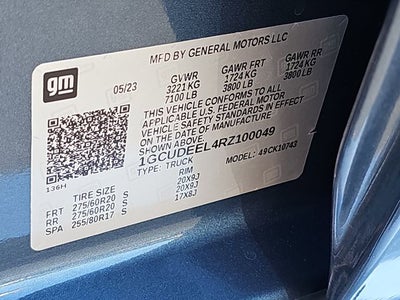 gm
MFD BY GENERAL MOTORS LLC
05/23 GVWR GAWR FRT GAWR RR
3221 KG 1724 KG 1724 KG
7100 LB 3800 LB 3800 LB
THIS VEHICLE CONFORMS TO ALL
U.S. FEDERAL MOTOR
VEHICLE SAFETY STANDARDS IN EFFECT
ON THE DATE OF MANUFACTURE SHOWN ABOVE.
1GCUDEEL4RZ100049
136H TYPE: TRUCK MODEL: 49CK10743
TIRE SIZE RIM
FRT 275/60R20 S 20X9J
RR 275/60R20 S 20X9J
SPA 255/80R17 S 17X8J